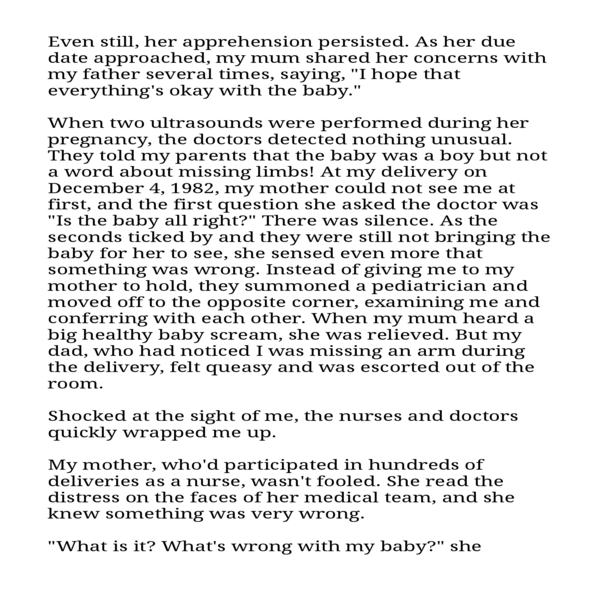 Even still, her apprehension persisted. As her due
date approached, my mum shared her concerns with
my father several times, saying, "I hope that
everything's okay with the baby."
When two ultrasounds were performed during her
pregnancy, the doctors detected nothing unusual.
They told my parents that the baby was a boy but not
a word about missing limbs! At my delivery on
December 4, 1982, my mother could not see me at
first, and the first question she asked the doctor was
"Is the baby all right?" There was silence. As the
seconds ticked by and they were still not bringing the
baby for her to see, she sensed even more that
something was wrong. Instead of giving me to my
mother to hold, they summoned a pediatrician and
moved off to the opposite corner, examining me and
conferring with each other. When my mum heard a
big healthy baby scream, she was relieved. But my
dad, who had noticed I was missing an arm during
the delivery, felt queasy and was escorted out of the
room.
Shocked at the sight of me, the nurses and doctors
quickly wrapped me up.
My mother, who'd participated in hundreds of
deliveries as a nurse, wasn't fooled. She read the
distress on the faces of her medical team, and she
knew something was very wrong.
"What is it? What's wrong with my baby?" she